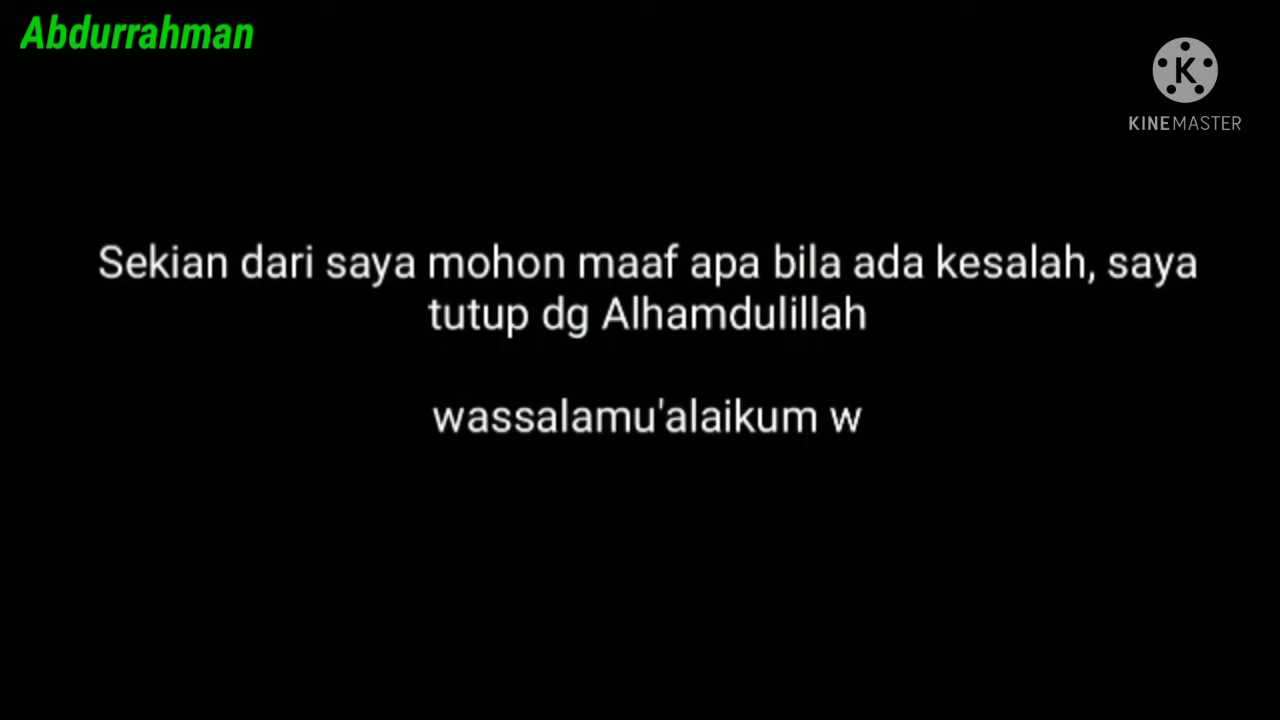 Abdurrahman
K
KINEMASTER
Sekian dari saya mohon maaf apa bila ada kesalah, saya
tutup dg Alhamdulillah
wassalamu'alaikum w